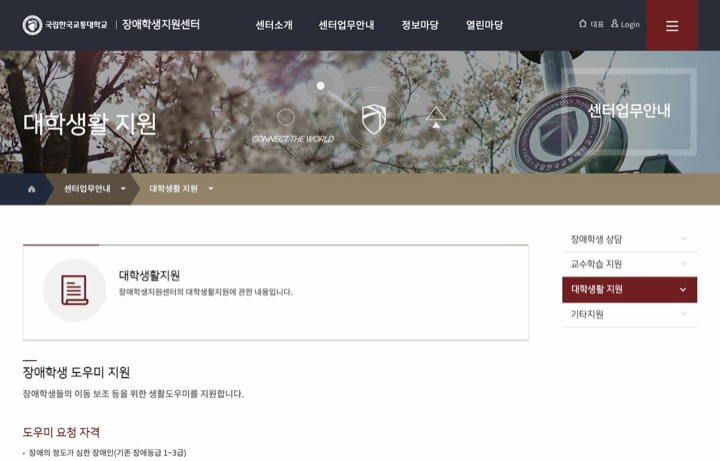 국립한국교통대학교 | 장애학생지원센터
센터소개
센터업무안내
정보마당
열린마당
대표
Login
대학생활 지원
CONNECT THE WORLD
센터업무안내
국립한국교통대학교
센터업무안내
대학생활 지원
장애학생 상담
교수학습 지원
대학생활 지원
기타지원
대학생활지원
장애학생지원센터의 대학생활지원에 관한 내용입니다.
장애학생 도우미 지원
장애학생들의 이동 보조 등을 위한 생활도우미를 지원합니다.
도우미 요청 자격
• 장애의 정도가 심한 장애인(기존 장애등급 1~3급)